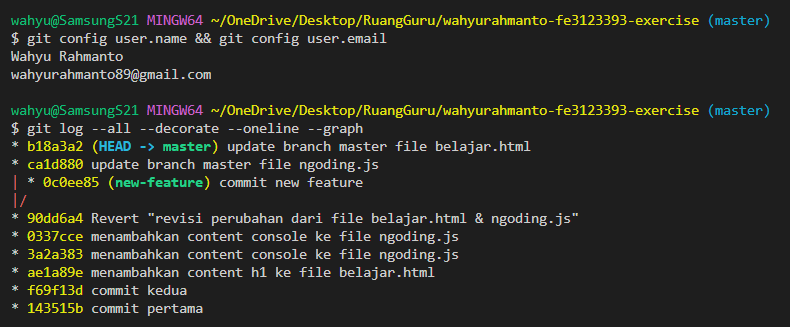 wahyu@SamsungS21 MINGW64 ~/OneDrive/Desktop/RuangGuru/wahyurahmanto-fe3123393-exercise (master)
$ git config user.name && git config user.email
Wahyu Rahmanto
wahyurahmanto89@gmail.com
wahyu@SamsungS21 MINGW64 ~/OneDrive/Desktop/RuangGuru/wahyurahmanto-fe3123393-exercise (master)
$ git log --all --decorate --oneline --graph
* b18a3a2 (HEAD -> master) update branch master file belajar.html
* ca1d880 update branch master file ngoding.js
| * 0c0ee85 (new-feature) commit new feature
|/
* 90dd6a4 Revert "revisi perubahan dari file belajar.html & ngoding.js"
* 0337cce menambahkan content console ke file ngoding.js
* 3a2a383 menambahkan content console ke file ngoding.js
* ae1a89e menambahkan content h1 ke file belajar.html
* f69f13d commit kedua
* 143515b commit pertama